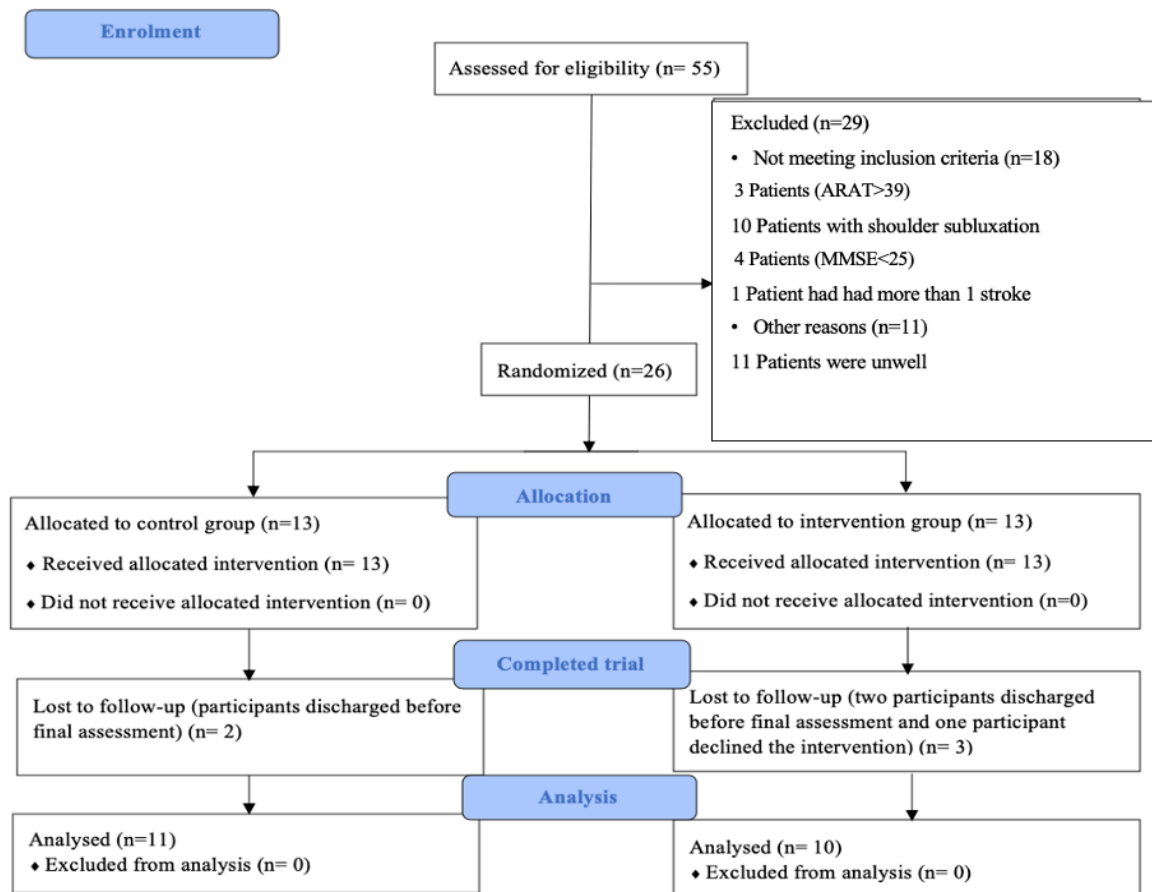 Enrolment
Assessed for eligibility (n= 55)
Excluded (n=29)
• Not meeting inclusion criteria (n=18)
3 Patients (ARAT>39)
10 Patients with shoulder subluxation
4 Patients (MMSE<25)
1 Patient had had more than 1 stroke
• Other reasons (n=11)
11 Patients were unwell
Randomized (n=26)
Allocation
Allocated to control group (n=13)
♦ Received allocated intervention (n= 13)
♦ Did not receive allocated intervention (n= 0)
Allocated to intervention group (n= 13)
♦ Received allocated intervention (n= 13)
♦ Did not receive allocated intervention (n=0)
Completed trial
Lost to follow-up (participants discharged before
final assessment) (n= 2)
Lost to follow-up (two participants discharged
before final assessment and one participant
declined the intervention) (n= 3)
Analysis
Analysed (n=11)
♦ Excluded from analysis (n= 0)
Analysed (n= 10)
♦ Excluded from analysis (n= 0)